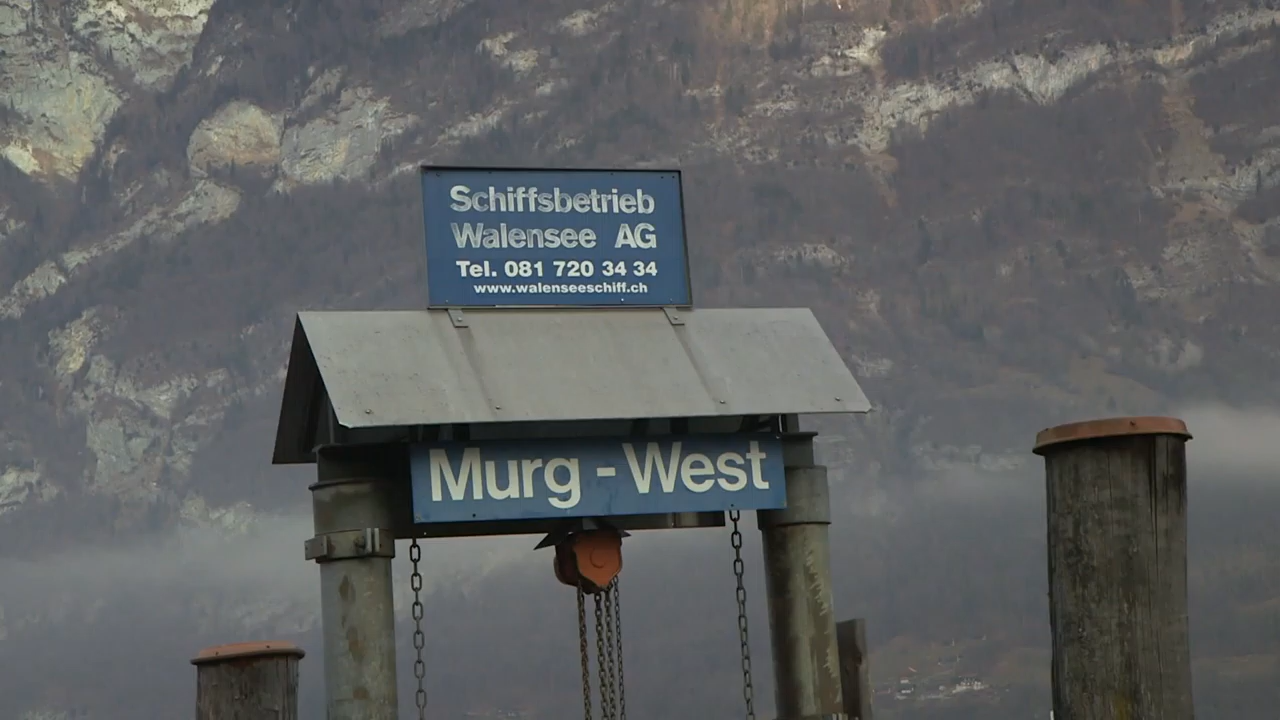 Schiffsbetrieb
Walensee AG
Tel. 081 720 34 34
www.walenseeschiff.ch
Murg - West